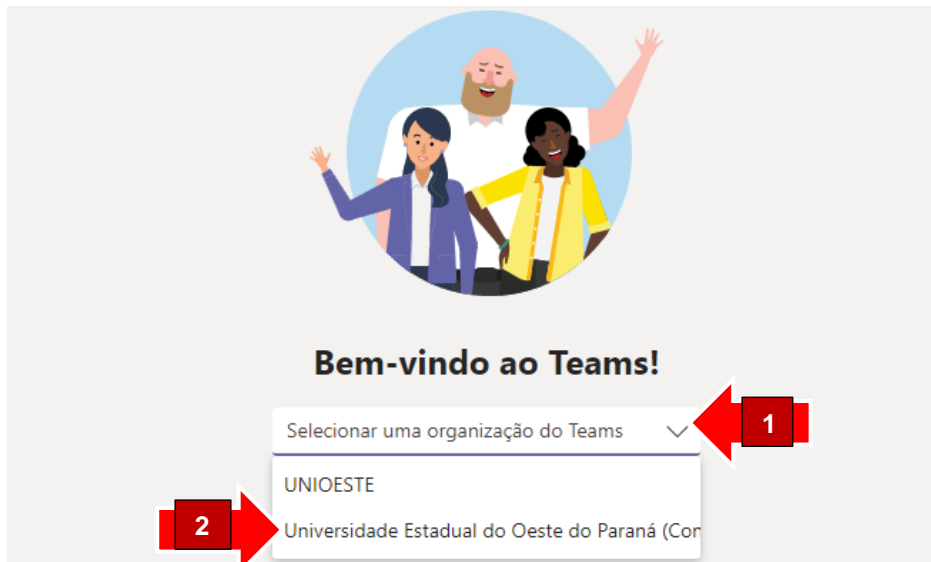 Bem-vindo ao Teams!
Selecionar uma organização do Teams
1
UNIOESTE
2
Universidade Estadual do Oeste do Paraná (Con